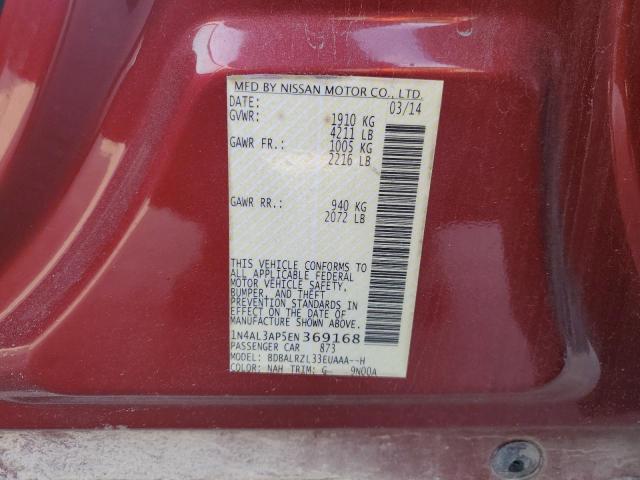 MFD BY NISSAN MOTOR CO., LTD.
DATE: 03/14
GVWR: 1910 KG
4211 LB
GAWR FR.: 1005 KG
2216 LB
GAWR RR.: 940 KG
2072 LB
THIS VEHICLE CONFORMS TO
ALL APPLICABLE FEDERAL
MOTOR VEHICLE SAFETY,
BUMPER, AND THEFT
PREVENTION STANDARDS IN
EFFECT ON THE DATE OF
MANUFACTURE SHOWN ABOVE.
1N4AL3AP5EN369168
PASSENGER CAR 873
MODEL: BDBALRZL33EUAAA--H
COLOR: NAH TRIM: G 9N00A